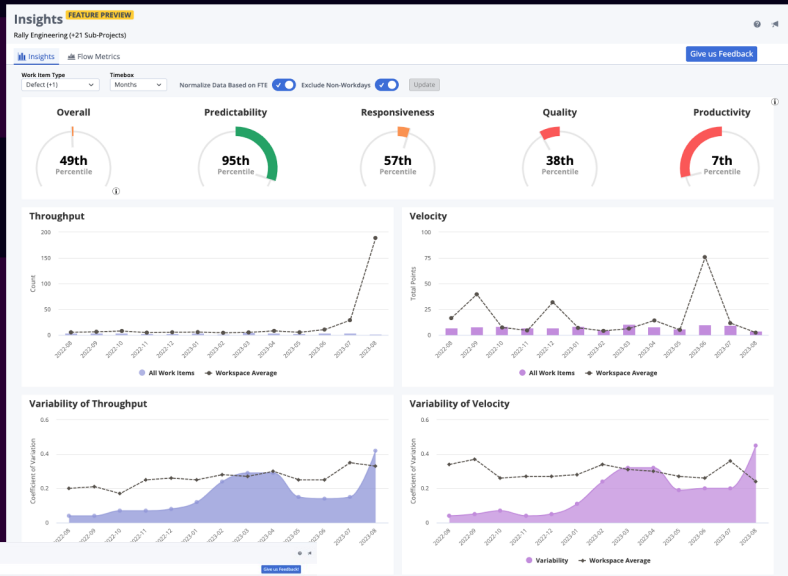 Insights FEATURE PREVIEW
Rally Engineering (+21 Sub-Projects)
Insights Flow Metrics
Give us Feedback
Work Item Type Timebox
Defect (+1) Months Normalize Data Based on FTE Exclude Non-Workdays Update
Overall Predictability Responsiveness Quality Productivity
49th 95th 57th 38th 7th
Percentile Percentile Percentile Percentile Percentile
Throughput
200
150
100
50
0
Count
2022-08 2022-09 2022-10 2022-11 2022-12 2023-01 2023-02 2023-03 2023-04 2023-05 2023-06 2023-07 2023-08
All Work Items Workspace Average
Velocity
100
75
50
25
0
Total Points
2022-08 2022-09 2022-10 2022-11 2022-12 2023-01 2023-02 2023-03 2023-04 2023-05 2023-06 2023-07 2023-08
All Work Items Workspace Average
Variability of Throughput
0.6
0.4
0.2
0
Coefficient of Variation
2022-08 2022-09 2022-10 2022-11 2022-12 2023-01 2023-02 2023-03 2023-04 2023-05 2023-06 2023-07 2023-08
Variability of Velocity
0.6
0.4
0.2
0
Coefficient of Variation
2022-08 2022-09 2022-10 2022-11 2022-12 2023-01 2023-02 2023-03 2023-04 2023-05 2023-06 2023-07 2023-08
Variability Workspace Average
Give us Feedback